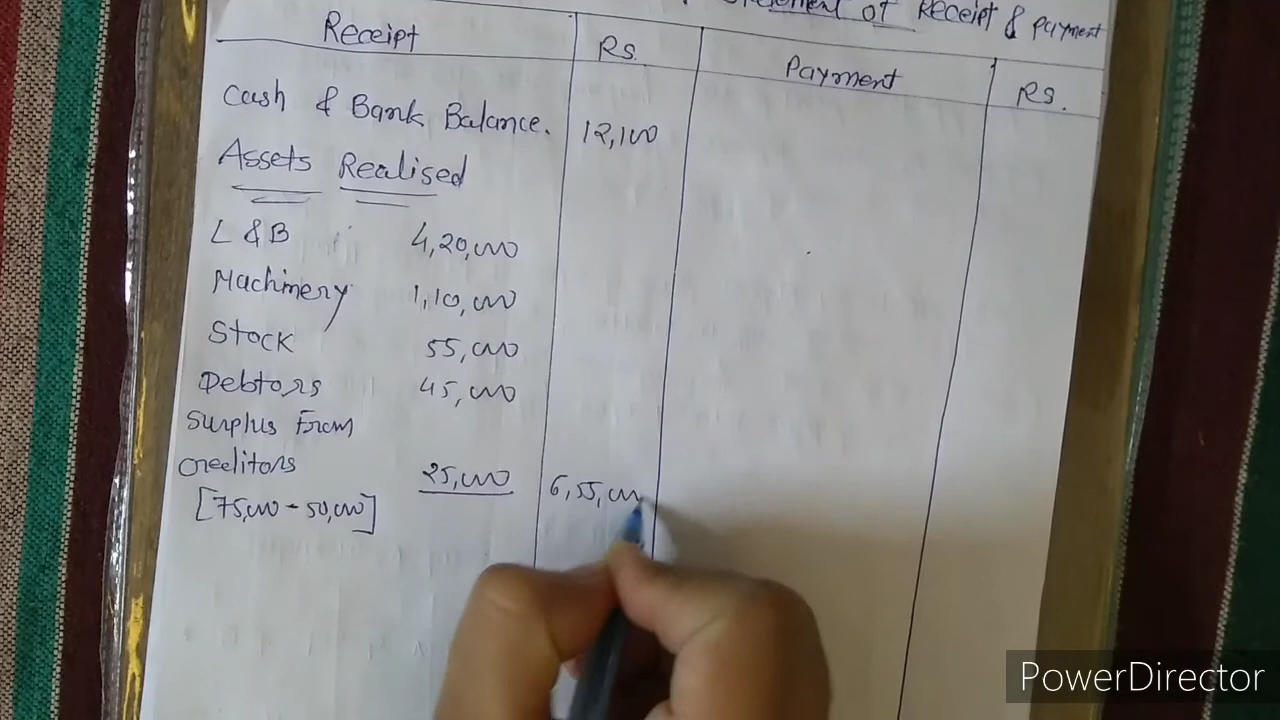 Statement of Receipt & Payment
Receipt Rs. Payment Rs.
Cash & Bank Balance. 12,100
Assets Realised
L & B 4,20,000
Machinery 1,10,000
Stock 55,000
Debtors 45,000
Surplus From
Creditors 25,000 6,55,000
[75,000 - 50,000]
PowerDirector